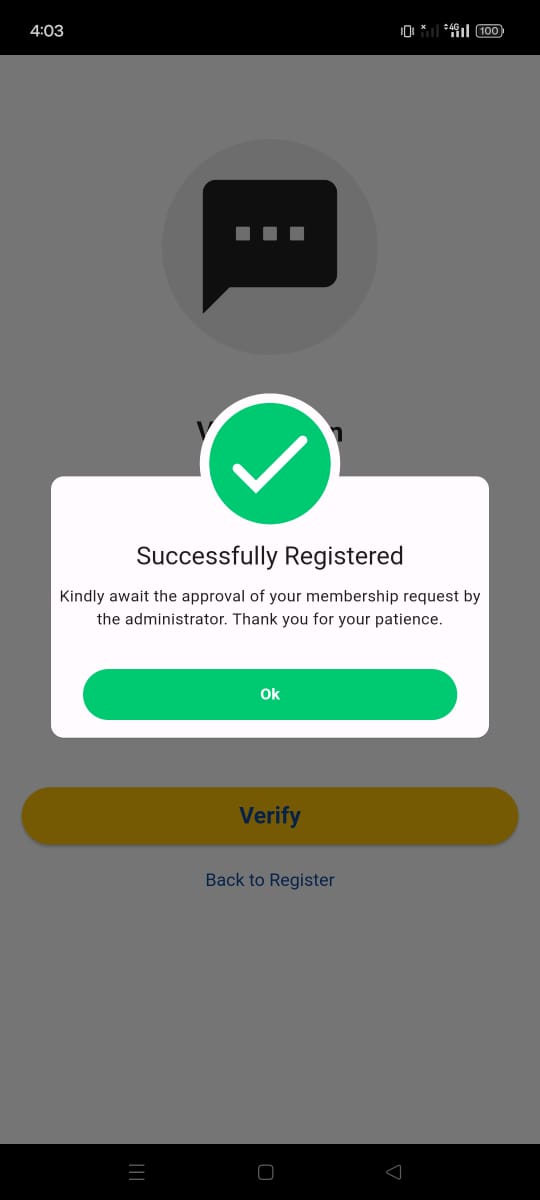 4:03
4G
100
Successfully Registered
Kindly await the approval of your membership request by
the administrator. Thank you for your patience.
Ok
Verify
Back to Register